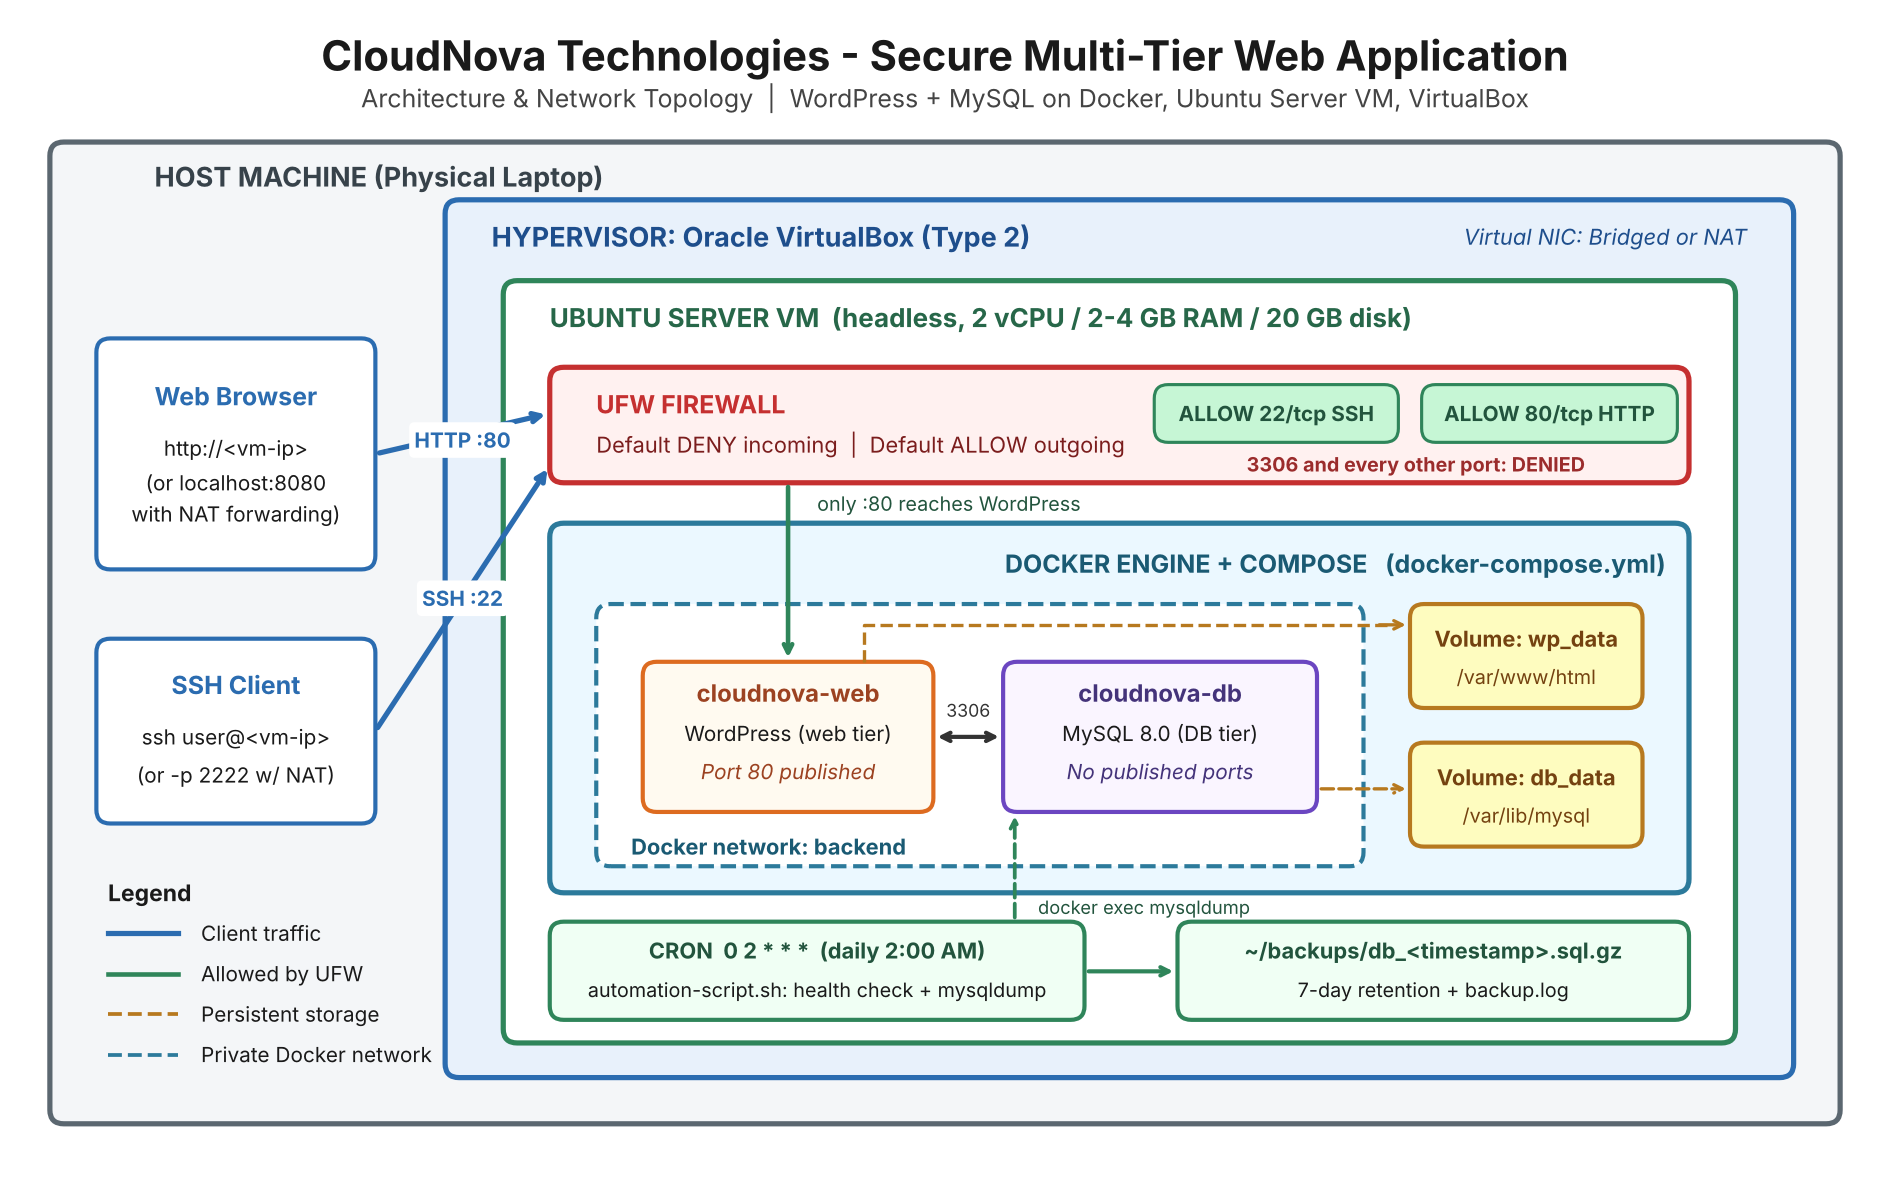 CloudNova Technologies - Secure Multi-Tier Web Application
Architecture & Network Topology | WordPress + MySQL on Docker, Ubuntu Server VM, VirtualBox
HOST MACHINE (Physical Laptop)
HYPERVISOR: Oracle VirtualBox (Type 2)
Virtual NIC: Bridged or NAT
UBUNTU SERVER VM (headless, 2 vCPU / 2-4 GB RAM / 20 GB disk)
Web Browser
http://<vm-ip>
(or localhost:8080
with NAT forwarding)
HTTP :80
SSH :22
SSH Client
ssh user@<vm-ip>
(or -p 2222 w/ NAT)
UFW FIREWALL
Default DENY incoming | Default ALLOW outgoing
ALLOW 22/tcp SSH
ALLOW 80/tcp HTTP
3306 and every other port: DENIED
only :80 reaches WordPress
DOCKER ENGINE + COMPOSE (docker-compose.yml)
cloudnova-web
WordPress (web tier)
Port 80 published
3306
cloudnova-db
MySQL 8.0 (DB tier)
No published ports
Volume: wp_data
/var/www/html
Volume: db_data
/var/lib/mysql
Docker network: backend
docker exec mysqldump
CRON 0 2 * * * (daily 2:00 AM)
automation-script.sh: health check + mysqldump
~/backups/db_<timestamp>.sql.gz
7-day retention + backup.log
Legend
Client traffic
Allowed by UFW
Persistent storage
Private Docker network